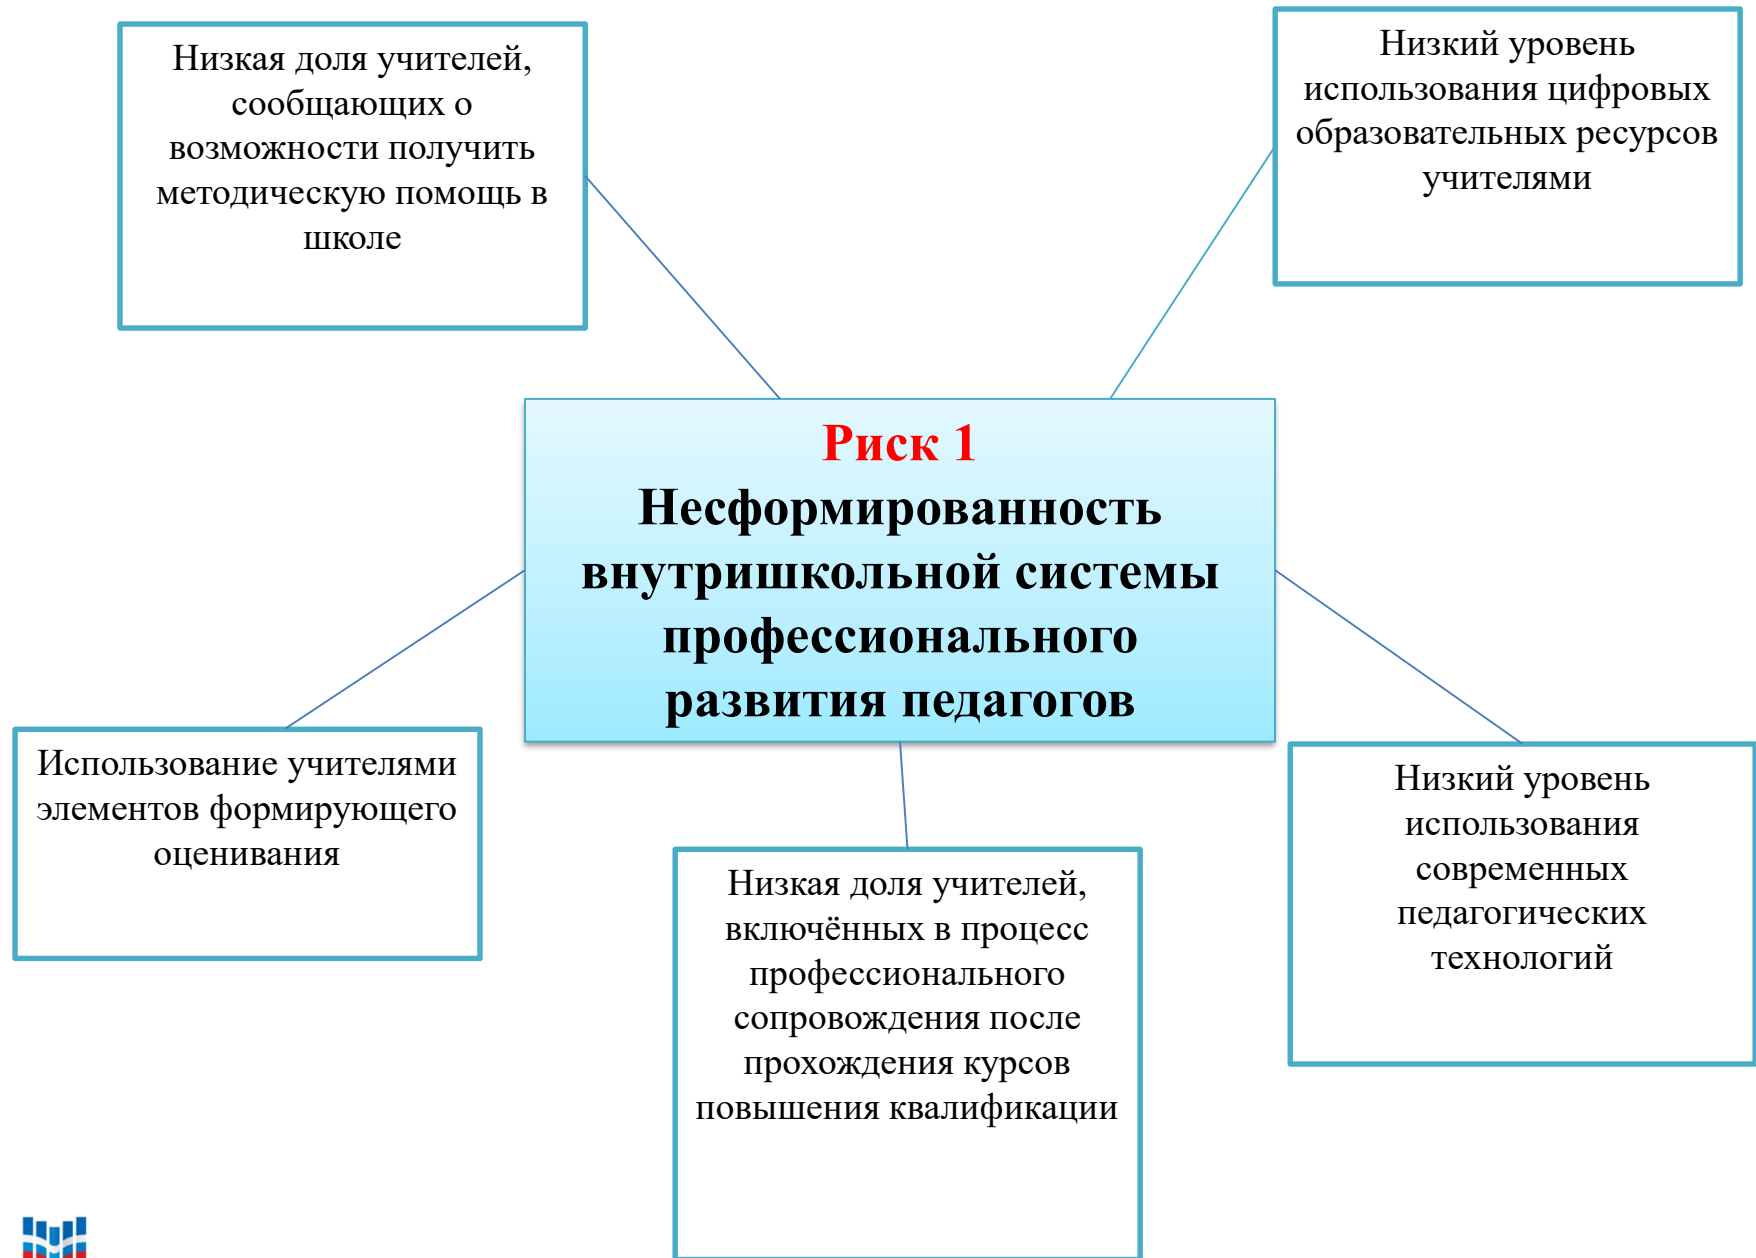 Низкая доля учителей,
сообщающих о
возможности получить
методическую помощь в
школе
Низкий уровень
использования цифровых
образовательных ресурсов
учителями
Риск 1
Несформированность
внутришкольной системы
профессионального
развития педагогов
Использование учителями
элементов формирующего
оценивания
Низкая доля учителей,
включённых в процесс
профессионального
сопровождения после
прохождения курсов
повышения квалификации
Низкий уровень
использования
современных
педагогических
технологий